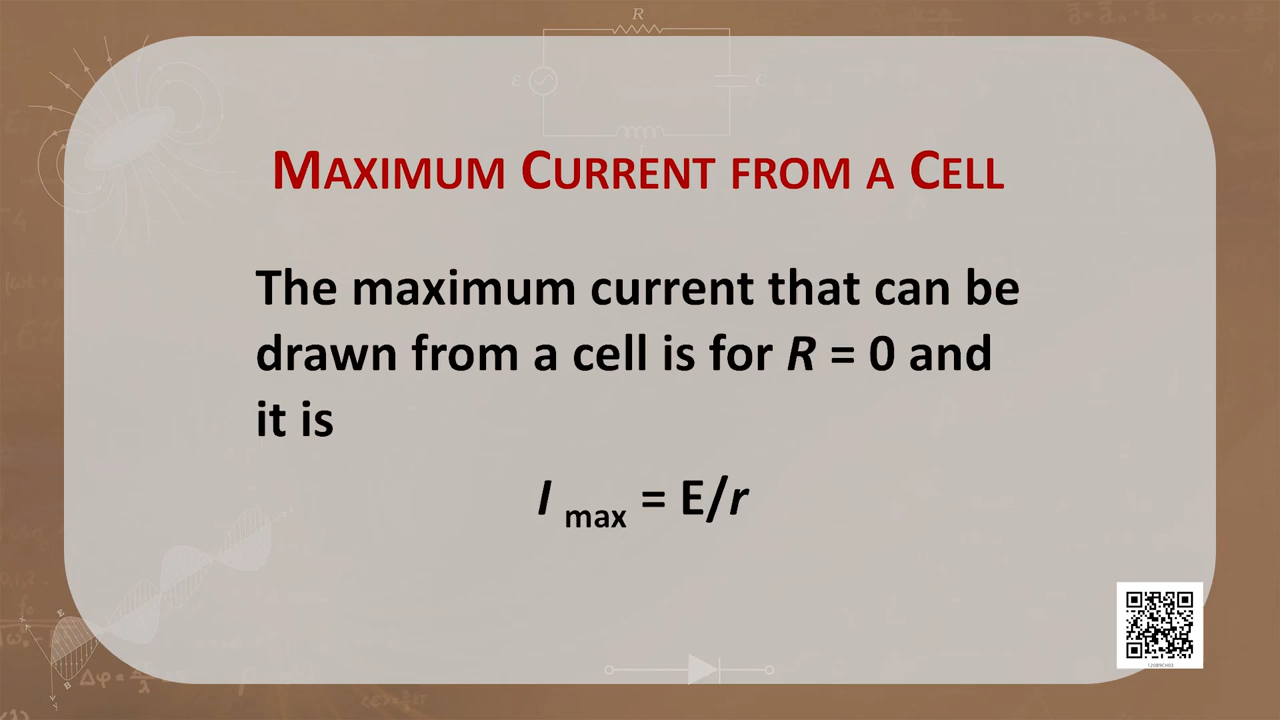 R
ε
C
MAXIMUM CURRENT FROM A CELL
The maximum current that can be
drawn from a cell is for R = 0 and
it is
I max = E/r
12089CH03